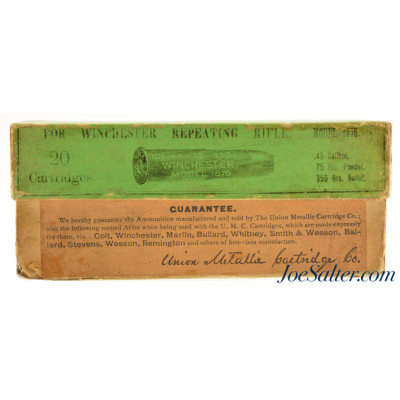 FOR WINCHESTER REPEATING RIFLE, MODEL 1876.
20
Cartridges.
WINCHESTER
MODEL 1876
.45 Calibre,
75 Grs. Powder,
350 Grs. Bullet.
GUARANTEE.
We hereby guarantee the Ammunition manufactured and sold by The Union Metallic Cartridge Co.;
also the following named Arms when being used with the U. M. C. Cartridges, which are made expressly
for them, viz.: Colt, Winchester, Marlin, Bullard, Whitney, Smith & Wesson, Bal-
lard, Stevens, Wesson, Remington and others of first-class manufacture.
Union Metallic Cartridge Co.
JoeSalter.com